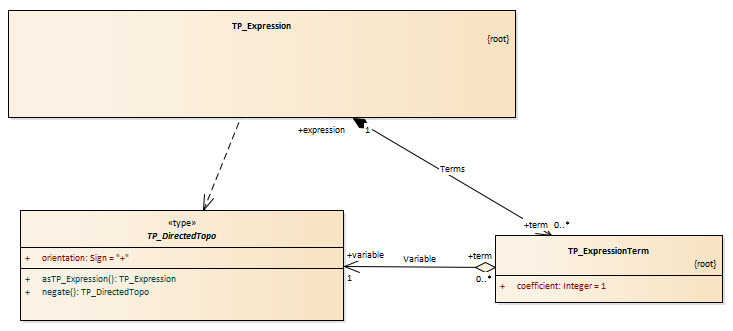 TP_Expression
{root}
+expression 1
Terms
+term 0..*
«type»
TP_DirectedTopo
+ orientation: Sign = "+"
+ asTP_Expression(): TP_Expression
+ negate(): TP_DirectedTopo
+variable Variable +term
1 0..*
TP_ExpressionTerm
{root}
+ coefficient: Integer = 1